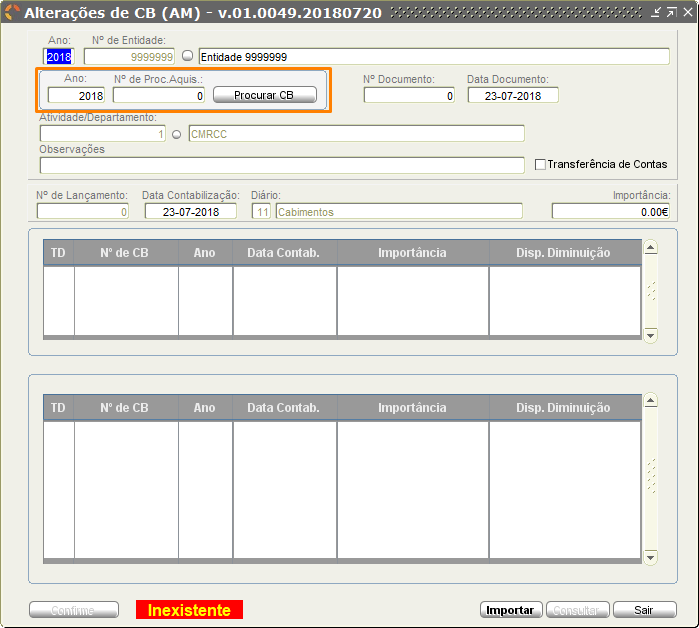 Alterações de CB (AM) - v.01.0049.20180720
Ano: Nº de Entidade:
2018 9999999 Entidade 9999999
Ano: Nº de Proc.Aquis.: Nº Documento: Data Documento:
2018 0 Procurar CB 0 23-07-2018
Atividade/Departamento:
1 CMRCC
Observações
Transferência de Contas
Nº de Lançamento: Data Contabilização: Diário: Importância:
0 23-07-2018 11 Cabimentos 0.00€
TD Nº de CB Ano Data Contab. Importância Disp. Diminuição
TD Nº de CB Ano Data Contab. Importância Disp. Diminuição
Confirme Inexistente Importar Consultar Sair